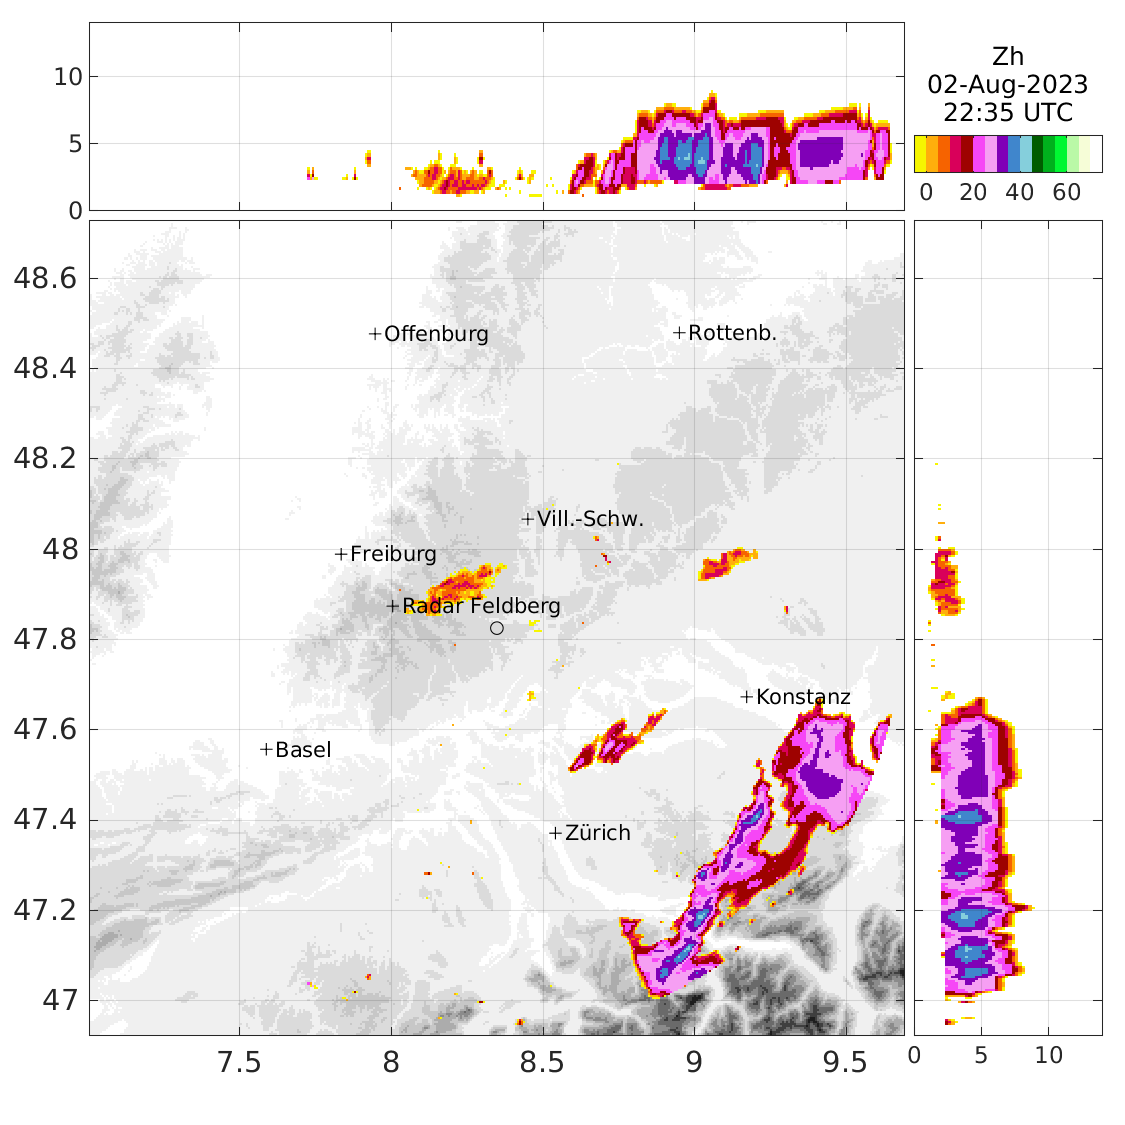 10
5
0
Zh
02-Aug-2023
22:35 UTC
0 20 40 60
48.6
48.4
48.2
48
47.8
47.6
47.4
47.2
47
+Offenburg
+Rottenb.
+Vill.-Schw.
+Freiburg
+Radar Feldberg
+Konstanz
+Basel
+Zürich
7.5 8 8.5 9 9.5
0 5 10